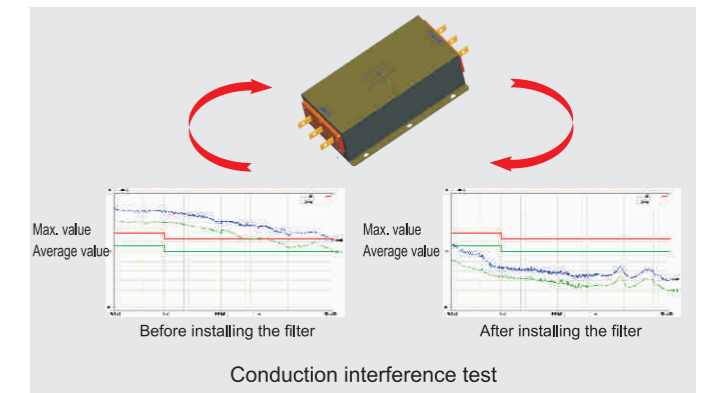 Max. value
Average value
Max. value
Average value
Before installing the filter
After installing the filter
Conduction interference test